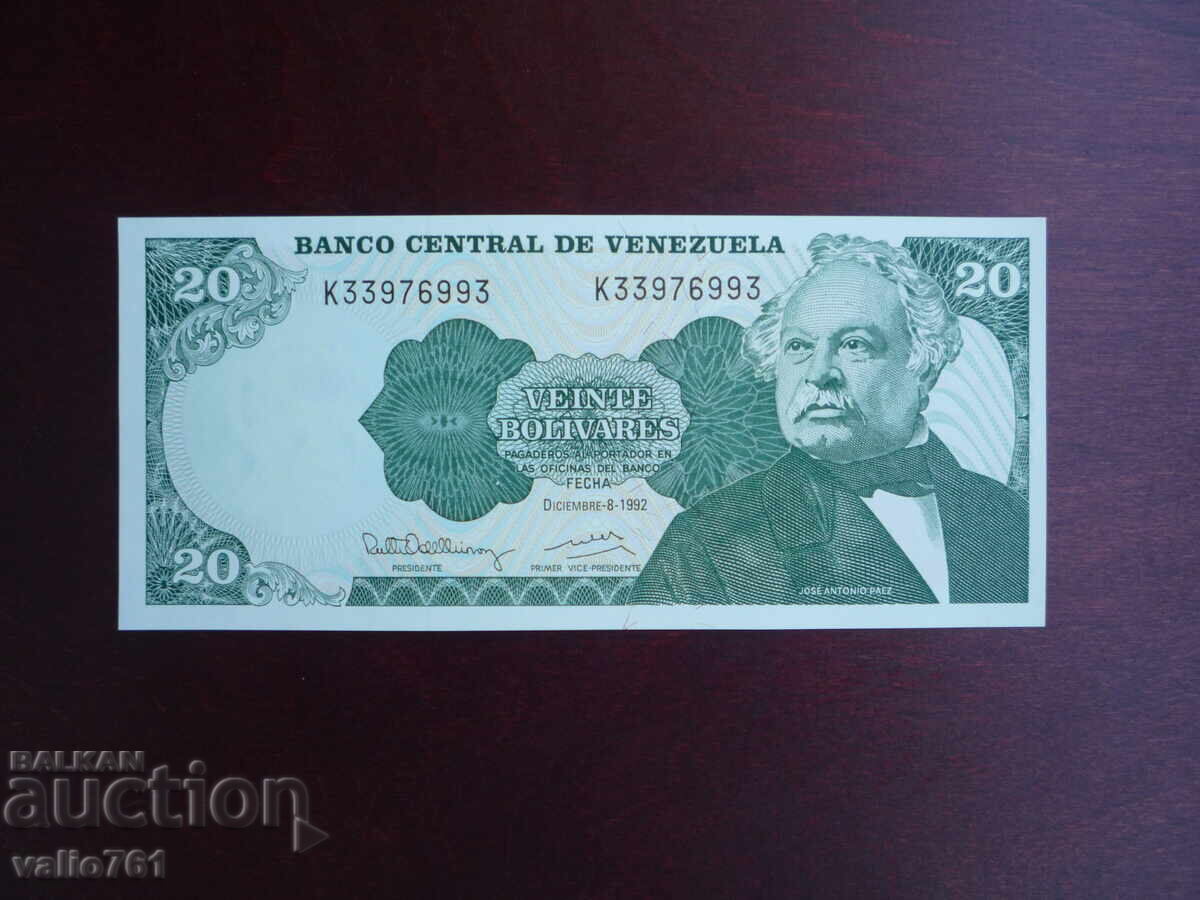 BANCO CENTRAL DE VENEZUELA
20
20
K33976993
K33976993
VEINTE
BOLÍVARES
PAGADEROS AL PORTADOR EN
LAS OFICINAS DEL BANCO
FECHA
DICIEMBRE-8-1992
20
PRESIDENTE
PRIMER VICE-PRESIDENTE
JOSE ANTONIO PAEZ
BALKAN
auction
valio761